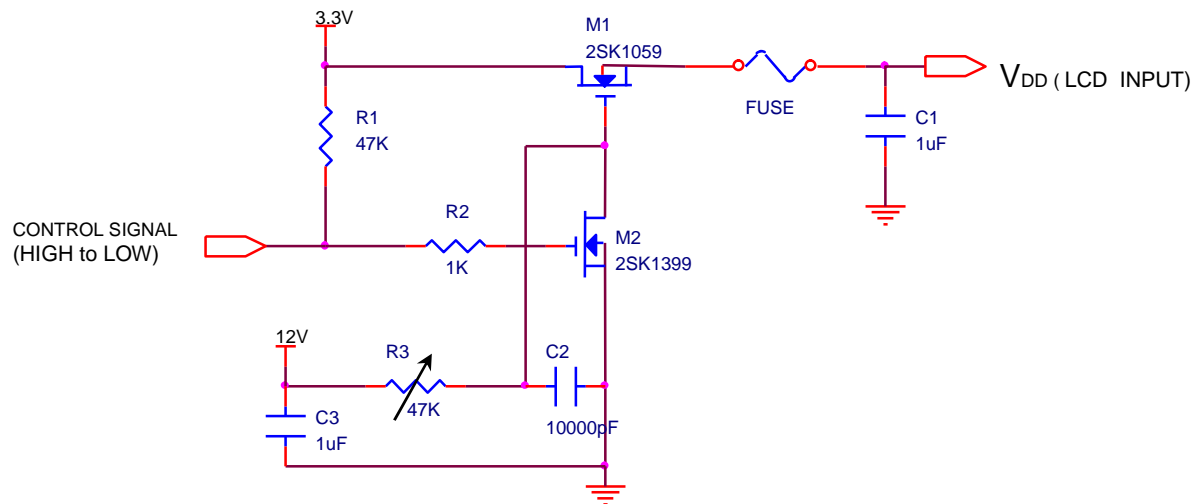 3.3V
M1
2SK1059
R1
47K
FUSE
C1
1uF
VDD ( LCD INPUT)
CONTROL SIGNAL
(HIGH to LOW)
R2
1K
M2
2SK1399
12V
R3
47K
C2
10000pF
C3
1uF